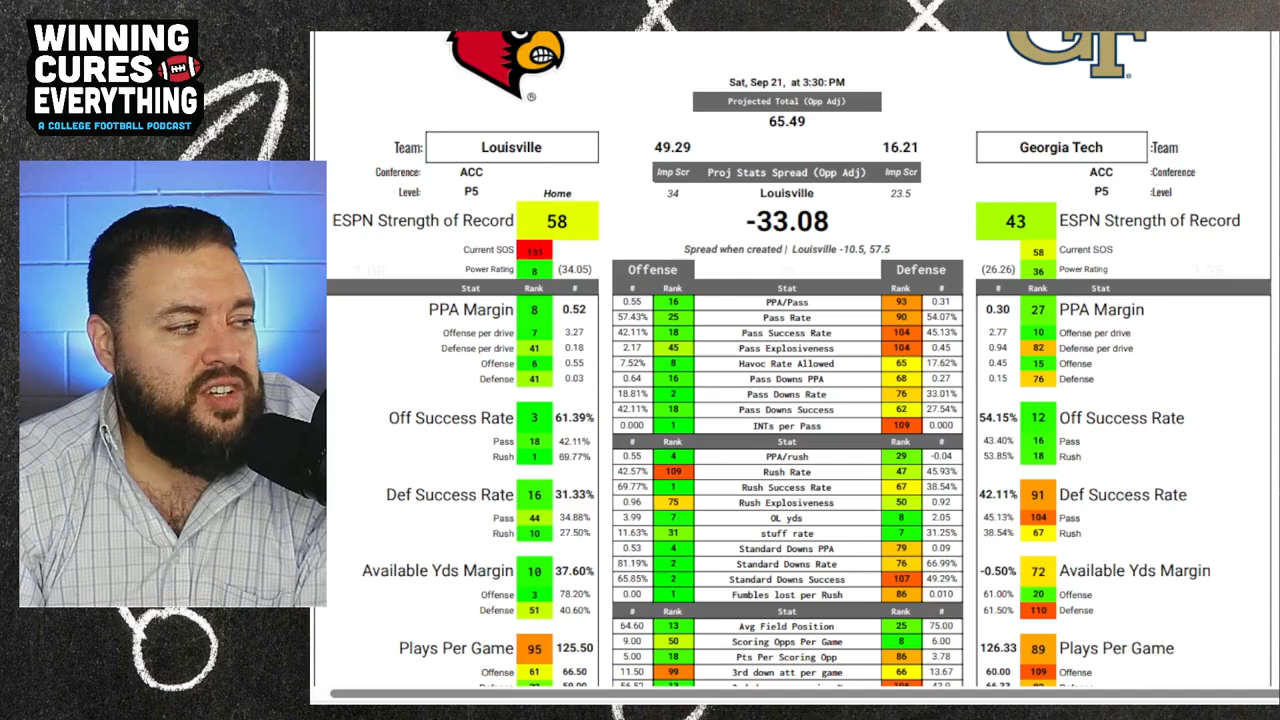 WINNING
CURES
EVERYTHING
A COLLEGE FOOTBALL PODCAST
GT
Sat, Sep 21, at 3:30: PM
Projected Total (Opp Adj)
65.49
Team: Louisville 49.29 16.21 Georgia Tech :Team
Conference: ACC Imp Scr Proj Stats Spread (Opp Adj) Imp Scr ACC :Conference
Level: P5 Home 34 Louisville 23.5 P5 :Level
ESPN Strength of Record 58 -33.08 43 ESPN Strength of Record
Current SOS 131 Spread when created | Louisville -10.5, 57.5 58 Current SOS
Power Rating 8 (34.05) Offense Defense (26.26) 36 Power Rating
Stat Rank # # Rank Stat Rank # # Rank Stat
PPA Margin 8 0.52 0.30 27 PPA Margin
Offense per drive 7 3.27 2.77 10 Offense per drive
Defense per drive 41 0.18 0.94 82 Defense per drive
Offense 6 0.55 0.45 15 Offense
Defense 41 0.03 0.15 76 Defense
0.55 16 PPA/Pass 93 0.31
57.43% 25 Pass Rate 90 54.07%
42.11% 18 Pass Success Rate 104 45.13%
2.17 45 Pass Explosiveness 104 0.45
7.52% 8 Havoc Rate Allowed 65 17.62%
0.64 16 Pass Downs PPA 68 0.27
18.81% 2 Pass Downs Rate 76 33.01%
42.11% 18 Pass Downs Success 62 27.54%
0.000 1 INTs per Pass 109 0.000
Off Success Rate 3 61.39% 54.15% 12 Off Success Rate
Pass 18 42.11% 43.40% 16 Pass
Rush 1 69.77% 53.85% 18 Rush
# Rank Stat Rank #
0.55 4 PPA/rush 29 -0.04
42.57% 109 Rush Rate 47 45.93%
69.77% 1 Rush Success Rate 67 38.54%
0.96 75 Rush Explosiveness 50 0.92
3.99 7 OL yds 8 2.05
11.63% 31 stuff rate 7 31.25%
0.53 4 Standard Downs PPA 79 0.09
81.19% 2 Standard Downs Rate 76 66.99%
65.85% 2 Standard Downs Success 107 49.29%
0.00 1 Fumbles lost per Rush 86 0.010
Def Success Rate 16 31.33% 42.11% 91 Def Success Rate
Pass 44 34.88% 45.13% 104 Pass
Rush 10 27.50% 38.54% 67 Rush
Available Yds Margin 10 37.60% -0.50% 72 Available Yds Margin
Offense 3 78.20% 61.00% 20 Offense
Defense 51 40.60% 61.50% 110 Defense
# Rank Stat Rank #
64.60 13 Avg Field Position 25 75.00
9.00 50 Scoring Opps Per Game 8 6.00
5.00 18 Pts Per Scoring Opp 86 3.78
11.50 99 3rd down att per game 66 13.67
Plays Per Game 95 125.50 126.33 89 Plays Per Game
Offense 61 66.50 60.00 109 Offense